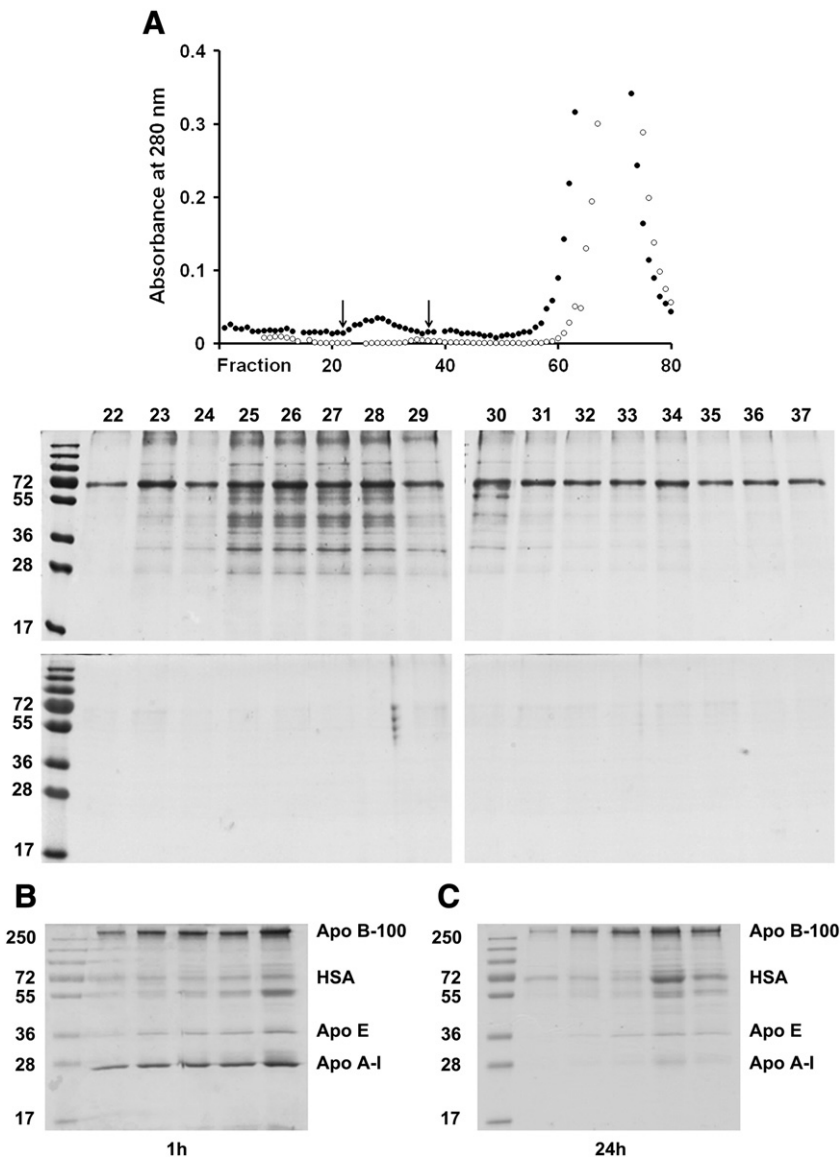 A
Absorbance at 280 nm
0.4
0.3
0.2
0.1
0
Fraction 20 40 60 80
22 23 24 25 26 27 28 29 30 31 32 33 34 35 36 37
72
55
36
28
17
72
55
36
28
17
B
250
72
55
36
28
17
Apo B-100
HSA
Apo E
Apo A-I
1h
C
250
72
55
36
28
17
Apo B-100
HSA
Apo E
Apo A-I
24h